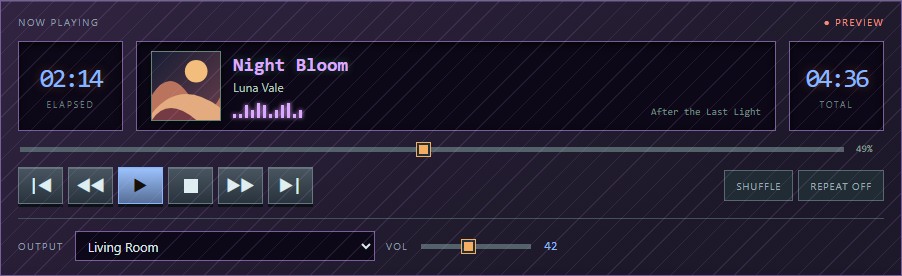 NOW PLAYING
● PREVIEW
02:14
ELAPSED
Night Bloom
Luna Vale
After the Last Light
04:36
TOTAL
49%
SHUFFLE
REPEAT OFF
OUTPUT
Living Room
VOL
42